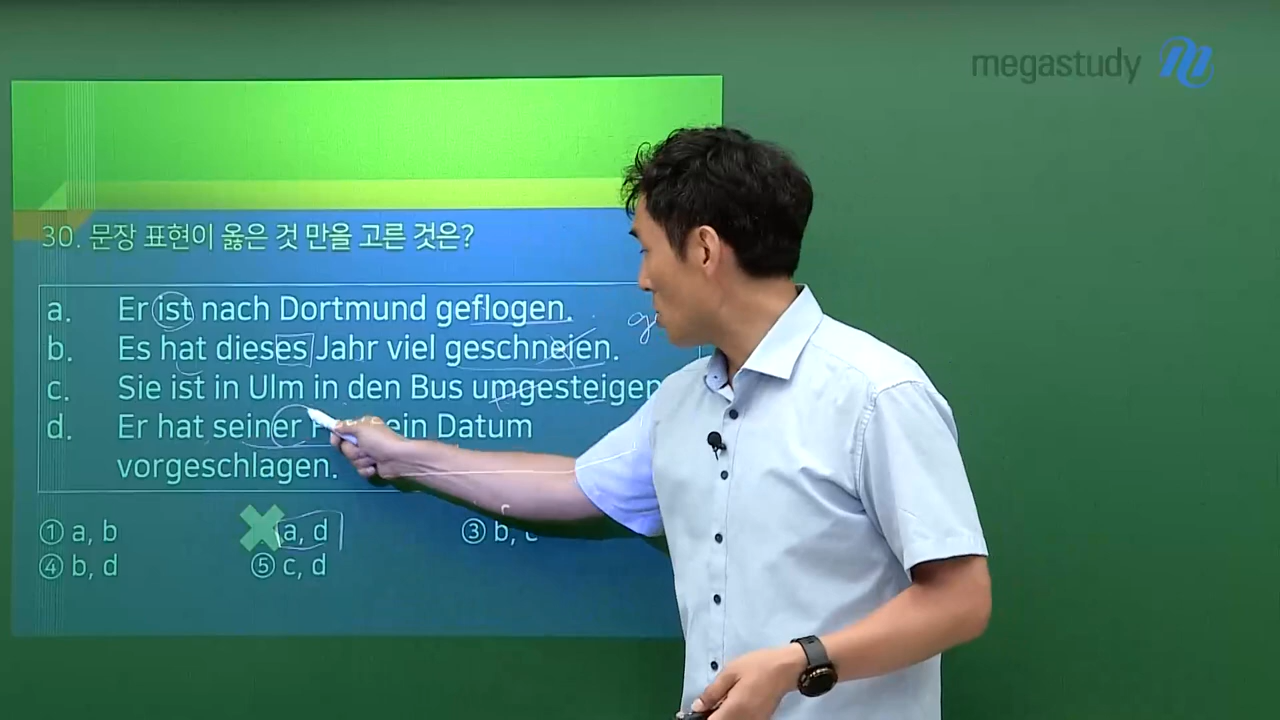 megastudy
30. 문장 표현이 옳은 것 만을 고른 것은?
a. Er ist nach Dortmund geflogen.
b. Es hat dieses Jahr viel geschneien.
c. Sie ist in Ulm in den Bus umgesteigen
d. Er hat seiner ein Datum
vorgeschlagen.
① a, b
a, d
③ b, c
④ b, d
⑤ c, d